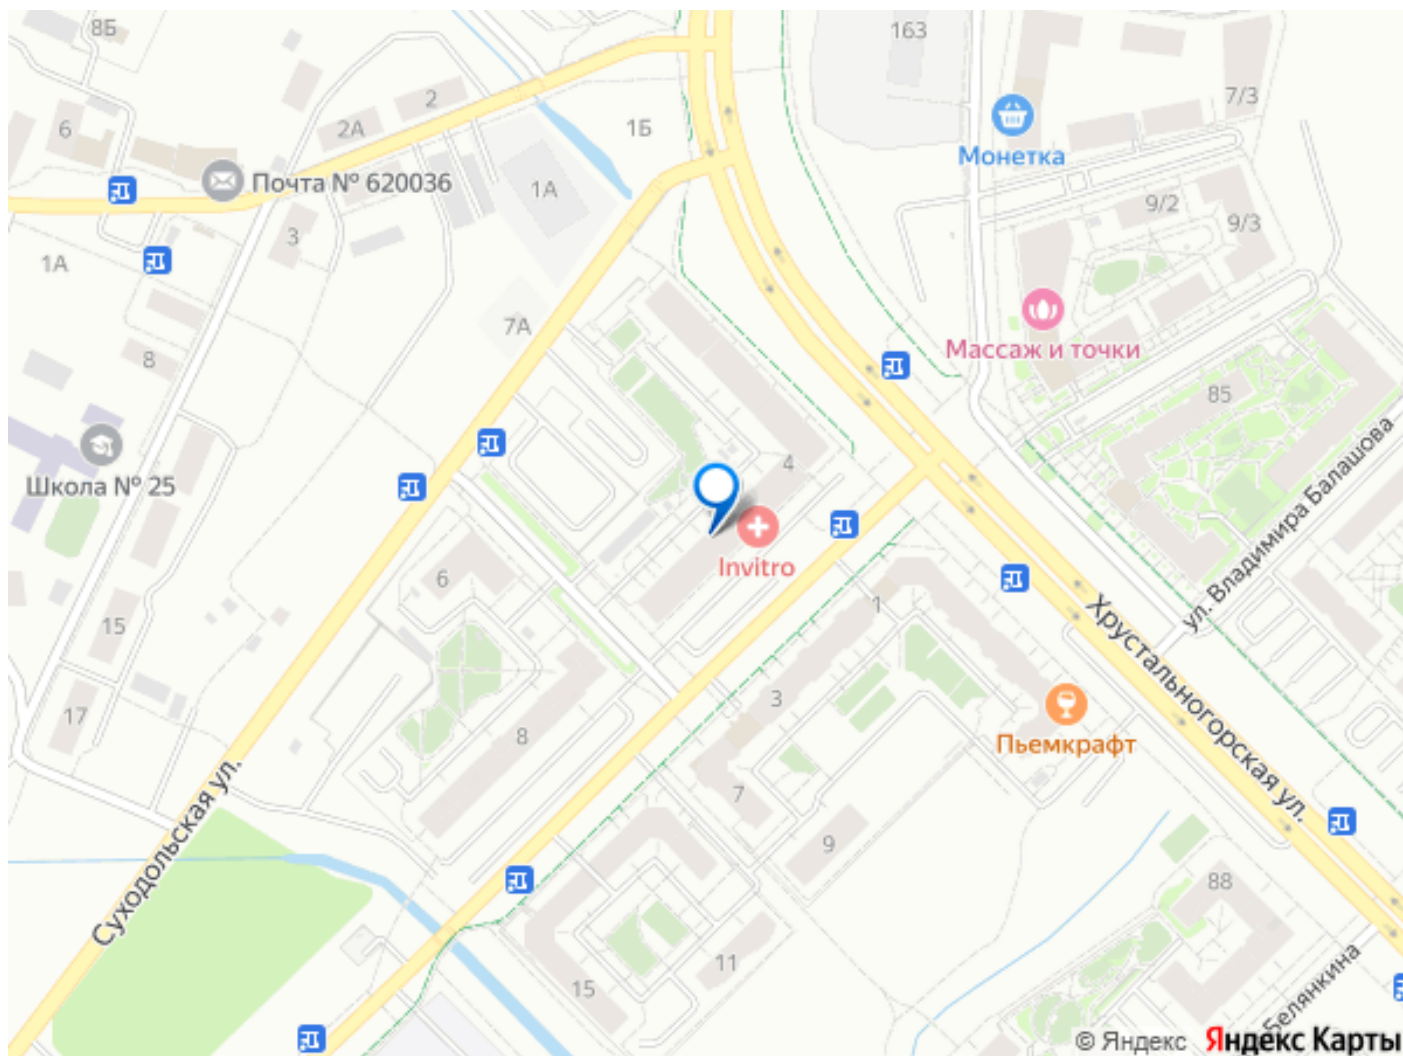 8Б
163
2
7/3
6
2А
1Б
Монетка
Почта № 620036
1А
9/2
9/3
3
1А
7А
Массаж и точки
8
85
ул. Владимира Балашова
4
Школа № 25
Invitro
6
1
Хрустальногорская ул.
15
3
Пьемкрафт
17
8
7
Суходольская ул.
9
88
11
15
Белянкина
© Яндекс Яндекс Карты